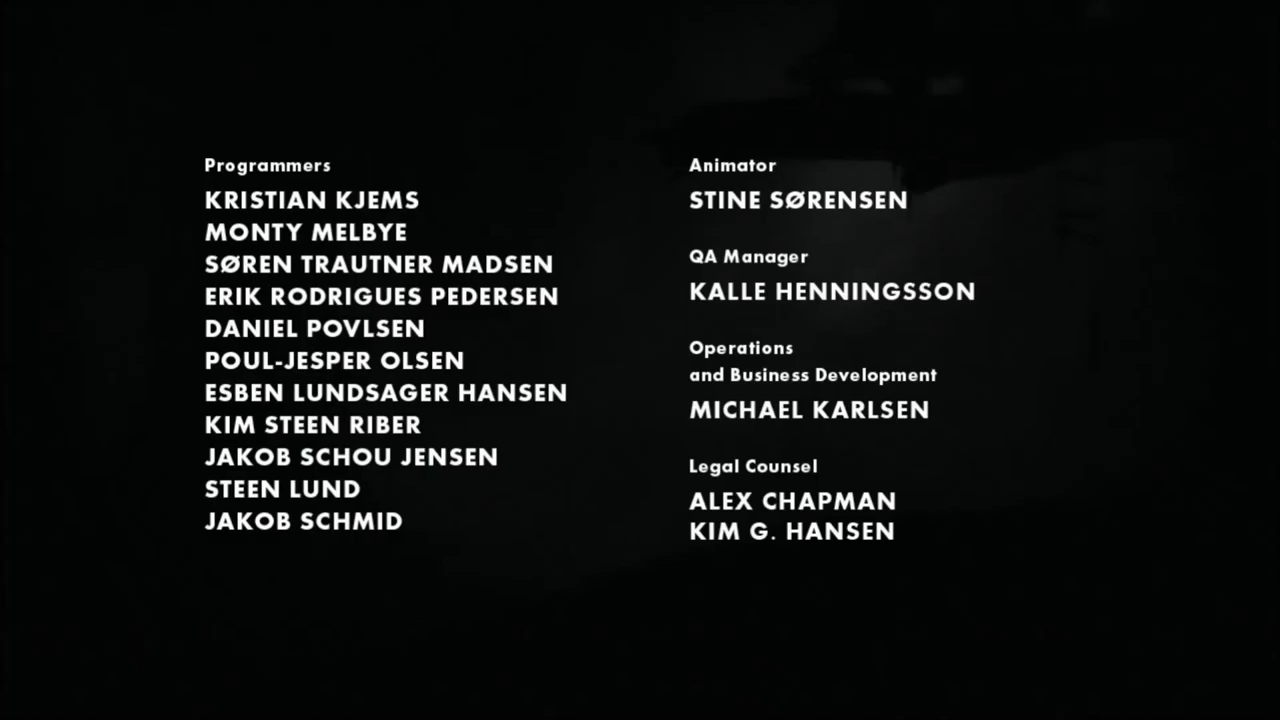 Programmers
KRISTIAN KJEMS
MONTY MELBYE
SØREN TRAUTNER MADSEN
ERIK RODRIGUES PEDERSEN
DANIEL POVLSEN
POUL-JESPER OLSEN
ESBEN LUNDSAGER HANSEN
KIM STEEN RIBER
JAKOB SCHOU JENSEN
STEEN LUND
JAKOB SCHMID
Animator
STINE SØRENSEN
QA Manager
KALLE HENNINGSSON
Operations
and Business Development
MICHAEL KARLSEN
Legal Counsel
ALEX CHAPMAN
KIM G. HANSEN